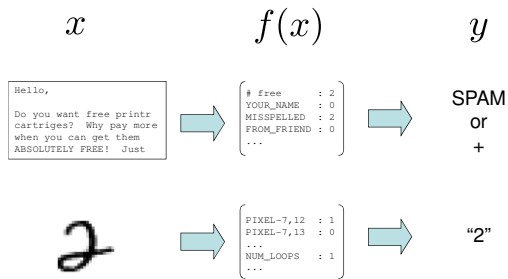 x f(x) y
Hello,
Do you want free printr
cartriges? Why pay more
when you can get them
ABSOLUTELY FREE! Just
# free : 2
YOUR_NAME : 0
MISSPELLED : 2
FROM_FRIEND : 0
...
SPAM
or
+
2
PIXEL-7,12 : 1
PIXEL-7,13 : 0
...
NUM_LOOPS : 1
...
“2”